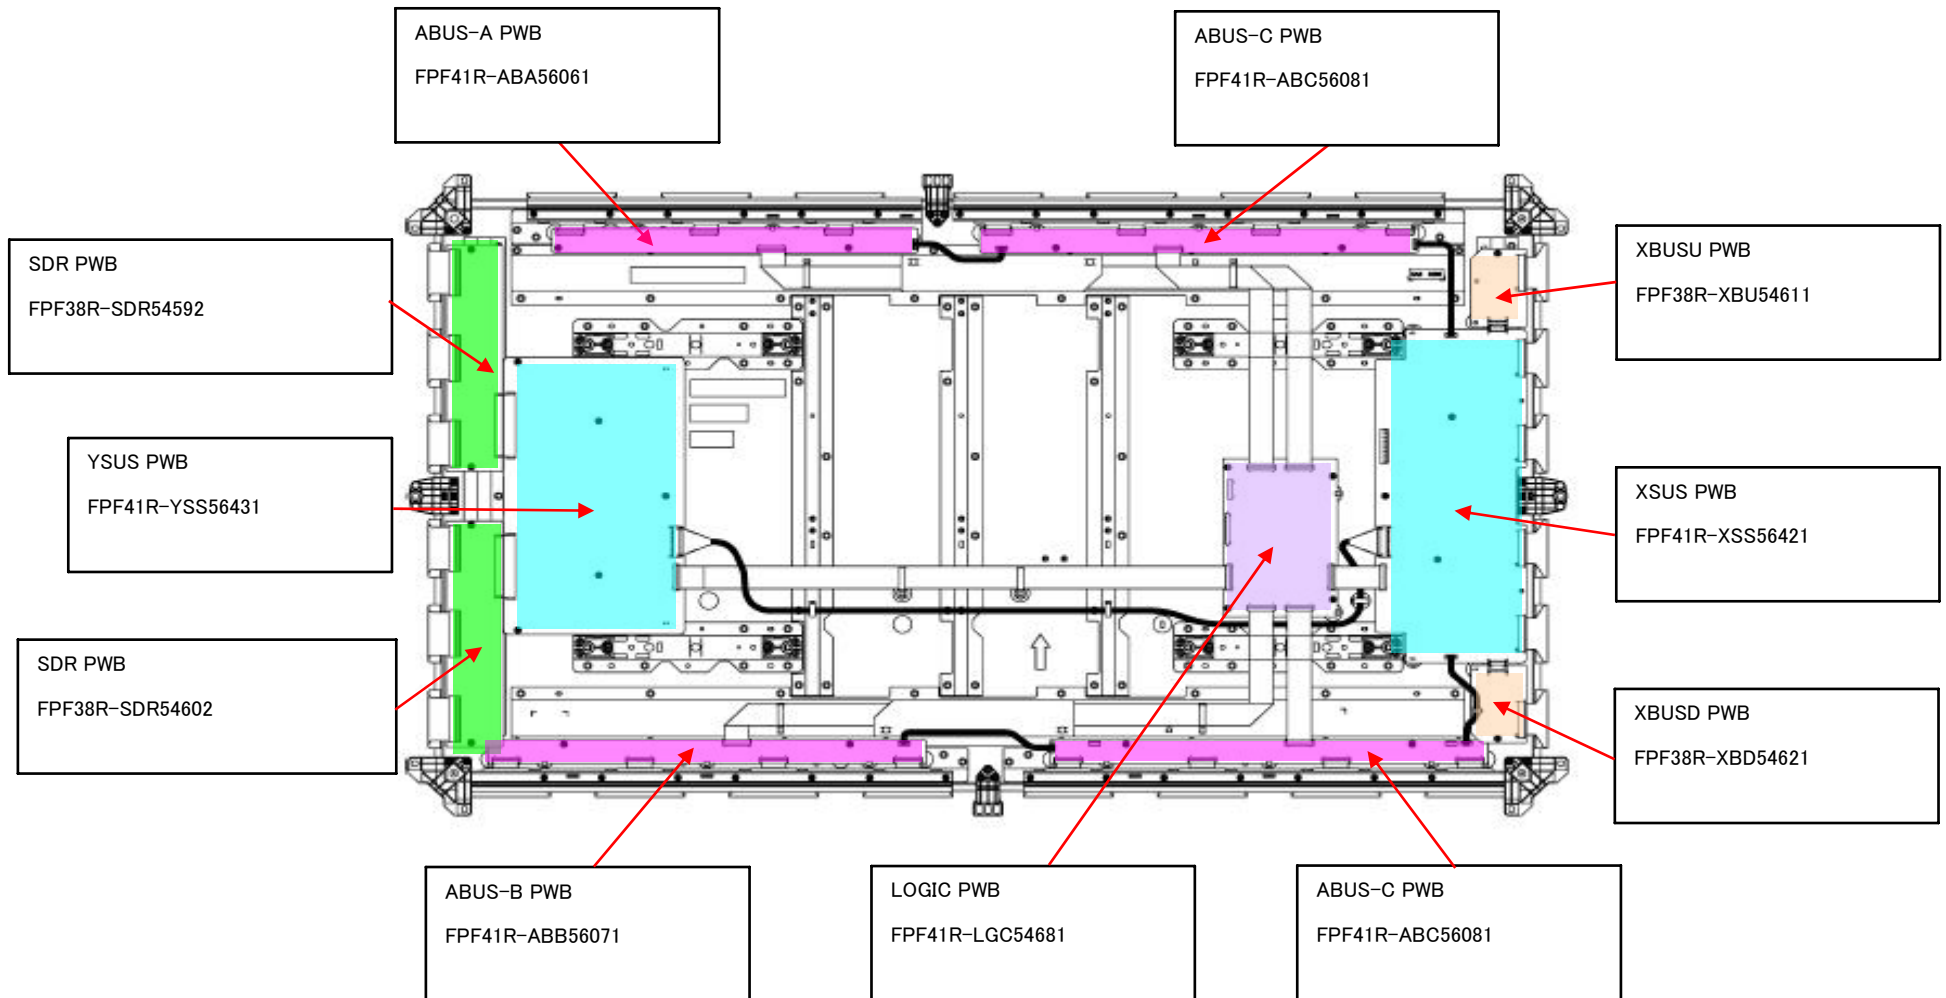 ABUS-A PWB
FPF41R-ABA56061
ABUS-C PWB
FPF41R-ABC56081
SDR PWB
FPF38R-SDR54592
XBUSU PWB
FPF38R-XBU54611
YSUS PWB
FPF41R-YSS56431
XSUS PWB
FPF41R-XSS56421
SDR PWB
FPF38R-SDR54602
XBUSD PWB
FPF38R-XBD54621
ABUS-B PWB
FPF41R-ABB56071
LOGIC PWB
FPF41R-LGC54681
ABUS-C PWB
FPF41R-ABC56081